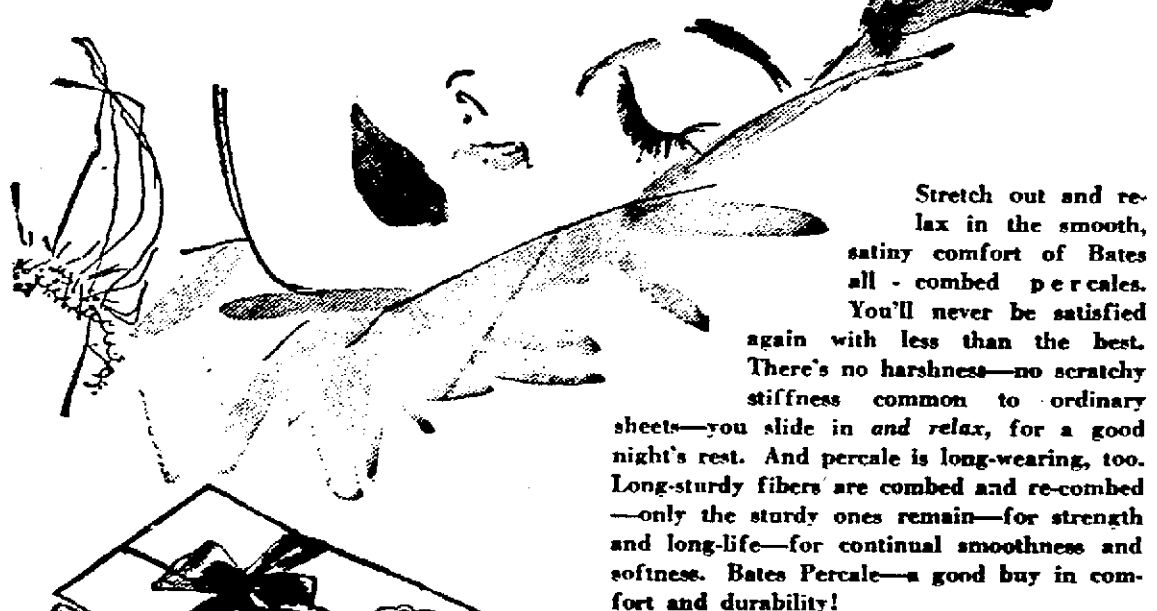 Stretch out and re-
lax in the smooth,
satiny comfort of Bates
all - combed percales.
You'll never be satisfied
again with less than the best.
There's no harshness—no scratchy
stiffness common to ordinary
sheets—you slide in and relax, for a good
night's rest. And percale is long-wearing, too.
Long-sturdy fibers are combed and re-combed
—only the sturdy ones remain—for strength
and long-life—for continual smoothness and
softness. Bates Percale—a good buy in com-
fort and durability!